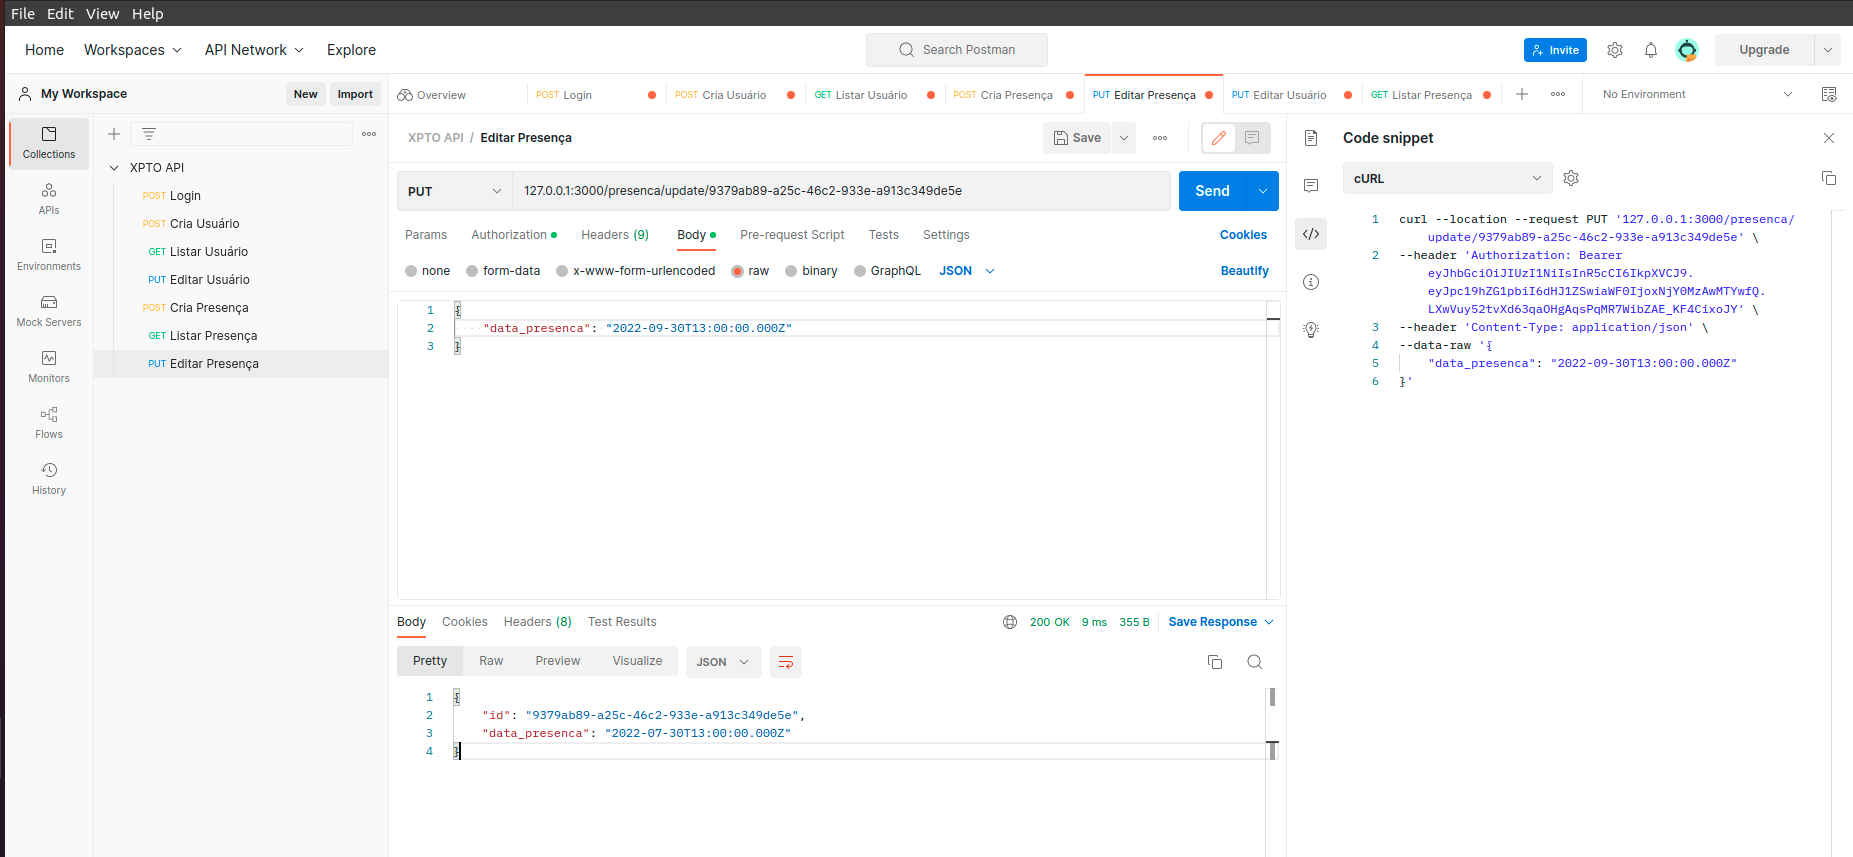 File Edit View Help
Home Workspaces API Network Explore Search Postman Invite Upgrade
My Workspace New Import
Overview POST Login POST Cria Usuário GET Listar Usuário POST Cria Presença PUT Editar Presença PUT Editar Usuário GET Listar Presença No Environment
Collections
APIs
Environments
Mock Servers
Monitors
Flows
History
XPTO API
POST Login
POST Cria Usuário
GET Listar Usuário
PUT Editar Usuário
POST Cria Presença
GET Listar Presença
PUT Editar Presença
XPTO API / Editar Presença Save
PUT 127.0.0.1:3000/presenca/update/9379ab89-a25c-46c2-933e-a913c349de5e Send
Params Authorization Headers (9) Body Pre-request Script Tests Settings Cookies
none form-data x-www-form-urlencoded raw binary GraphQL JSON Beautify
1 {
2 "data_presenca": "2022-09-30T13:00:00.000Z"
3 }
Body Cookies Headers (8) Test Results 200 OK 9 ms 355 B Save Response
Pretty Raw Preview Visualize JSON
1 {
2 "id": "9379ab89-a25c-46c2-933e-a913c349de5e",
3 "data_presenca": "2022-07-30T13:00:00.000Z"
4 }
Code snippet
cURL
1 curl --location --request PUT '127.0.0.1:3000/presenca/
update/9379ab89-a25c-46c2-933e-a913c349de5e' \
2 --header 'Authorization: Bearer
eyJhbGciOiJIUzI1NiIsInR5cCI6IkpXVCJ9.
eyJpc19hZG1pbiI6dHJ1ZSwiaWF0IjoxNjY0MzAwMTYwfQ.
LXwVuy52tvXd63qaOHgAqsPqMR7WibZAE_KF4CixoJY' \
3 --header 'Content-Type: application/json' \
4 --data-raw '{
5 "data_presenca": "2022-09-30T13:00:00.000Z"
6 }'